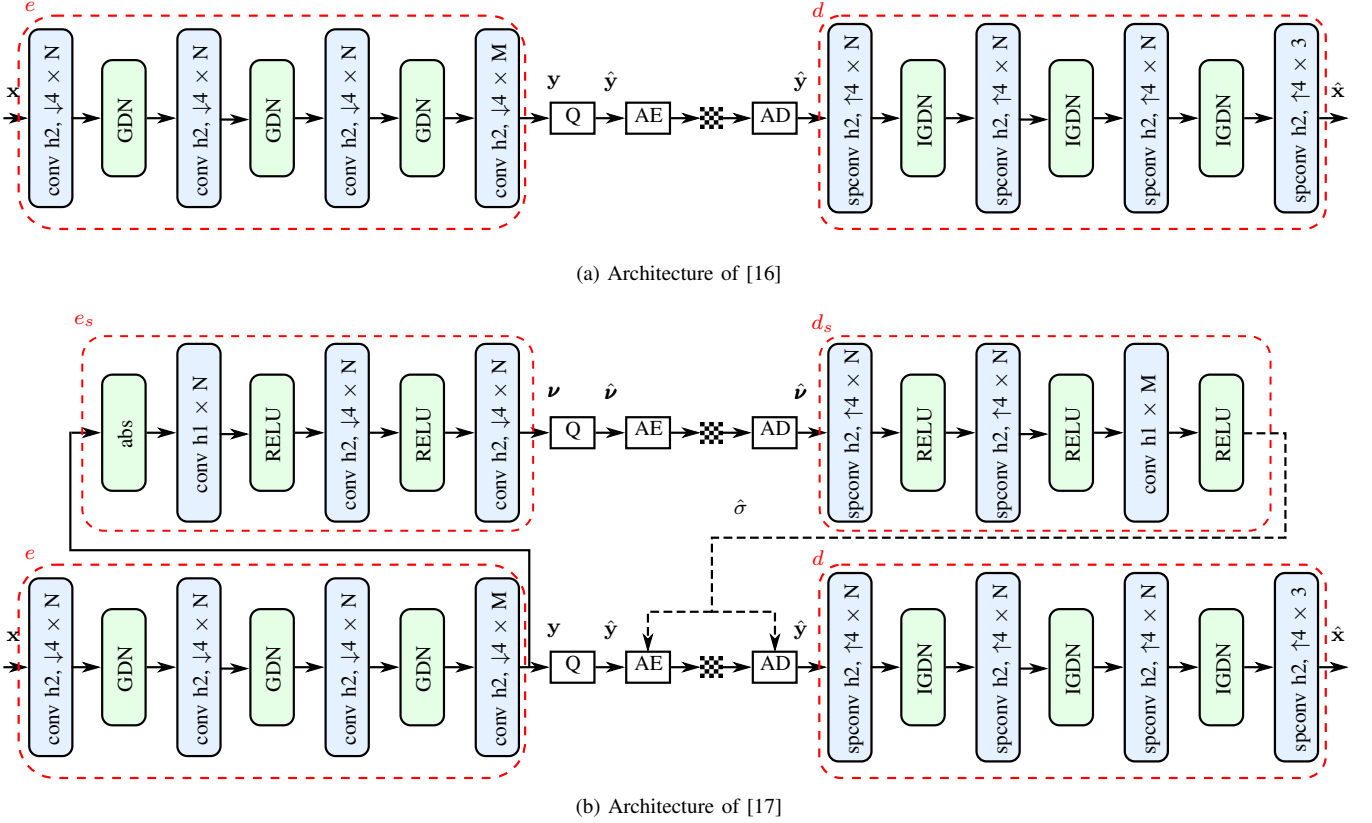 e
d
x
conv h2, ↓4 × N
GDN
conv h2, ↓4 × N
GDN
conv h2, ↓4 × N
GDN
conv h2, ↓4 × M
y
Q
ŷ
AE
AD
ŷ
spconv h2, ↑4 × N
IGDN
spconv h2, ↑4 × N
IGDN
spconv h2, ↑4 × N
IGDN
spconv h2, ↑4 × 3
x̂
(a) Architecture of [16]
e_s
d_s
abs
conv h1 × N
RELU
conv h2, ↓4 × N
RELU
conv h2, ↓4 × N
ν
Q
ν̂
AE
AD
ν̂
spconv h2, ↑4 × N
RELU
spconv h2, ↑4 × N
RELU
conv h1 × M
RELU
σ̂
e
d
x
conv h2, ↓4 × N
GDN
conv h2, ↓4 × N
GDN
conv h2, ↓4 × N
GDN
conv h2, ↓4 × M
y
Q
ŷ
AE
AD
ŷ
spconv h2, ↑4 × N
IGDN
spconv h2, ↑4 × N
IGDN
spconv h2, ↑4 × N
IGDN
spconv h2, ↑4 × 3
x̂
(b) Architecture of [17]